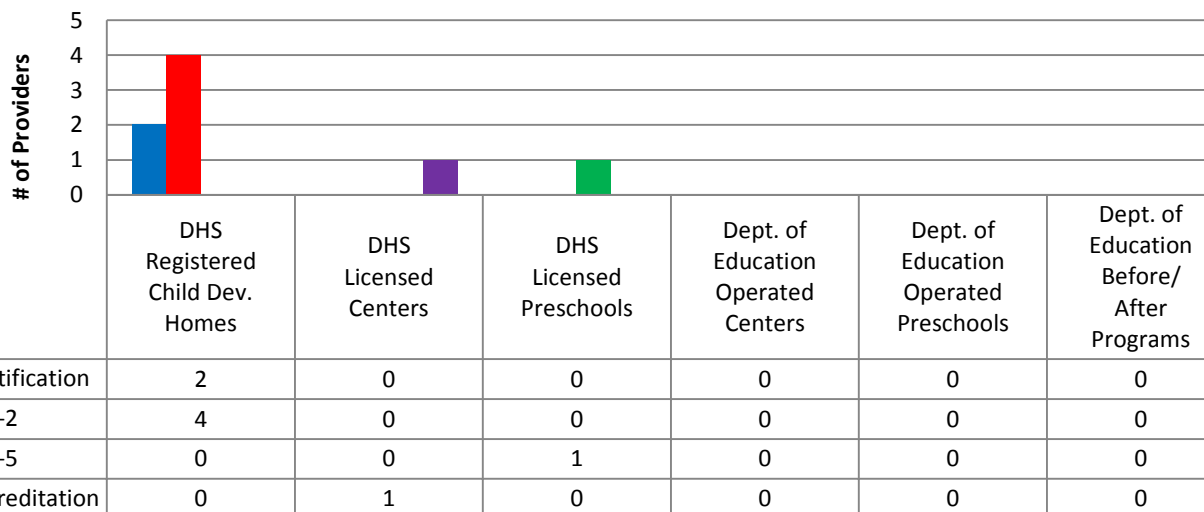 5
4
3
2
1
0
# of Providers
DHS
Registered
Child Dev.
Homes
DHS
Licensed
Centers
DHS
Licensed
Preschools
Dept. of
Education
Operated
Centers
Dept. of
Education
Operated
Preschools
Dept. of
Education
Before/
After
Programs
tification 2 0 0 0 0 0
-2 4 0 0 0 0 0
-5 0 0 1 0 0 0
reditation 0 1 0 0 0 0